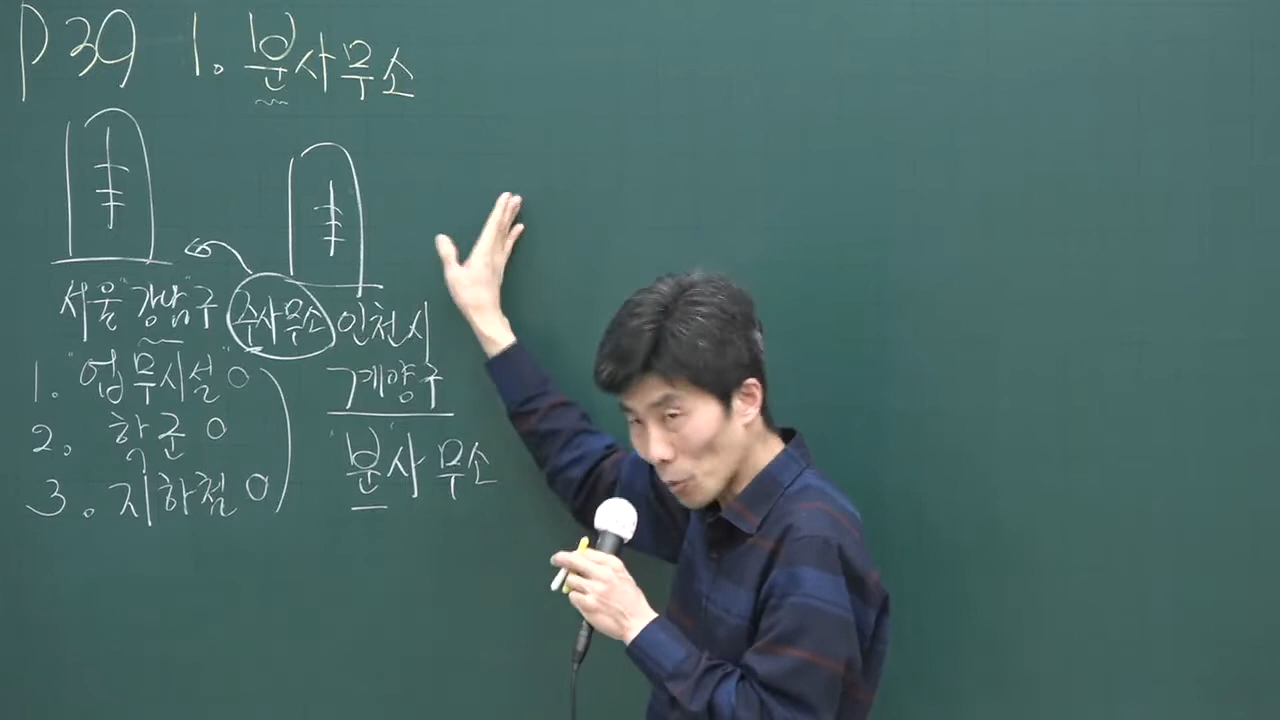 P39 1. 분사무소
서울 "강남"구
주사무소
인천시
계양구
"분"사무소
1. "업무시설" O
2. 학군 O
3. 지하철 O